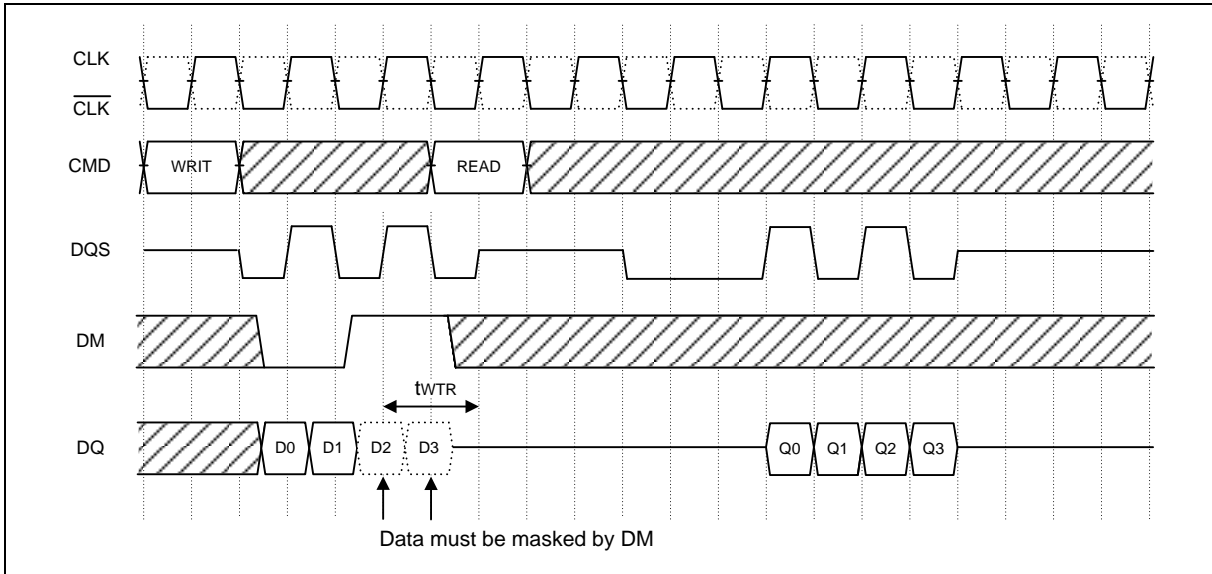 CLK
CLK
CMD WRIT READ
DQS
DM
tWTR
DQ D0 D1 D2 D3 Q0 Q1 Q2 Q3
Data must be masked by DM